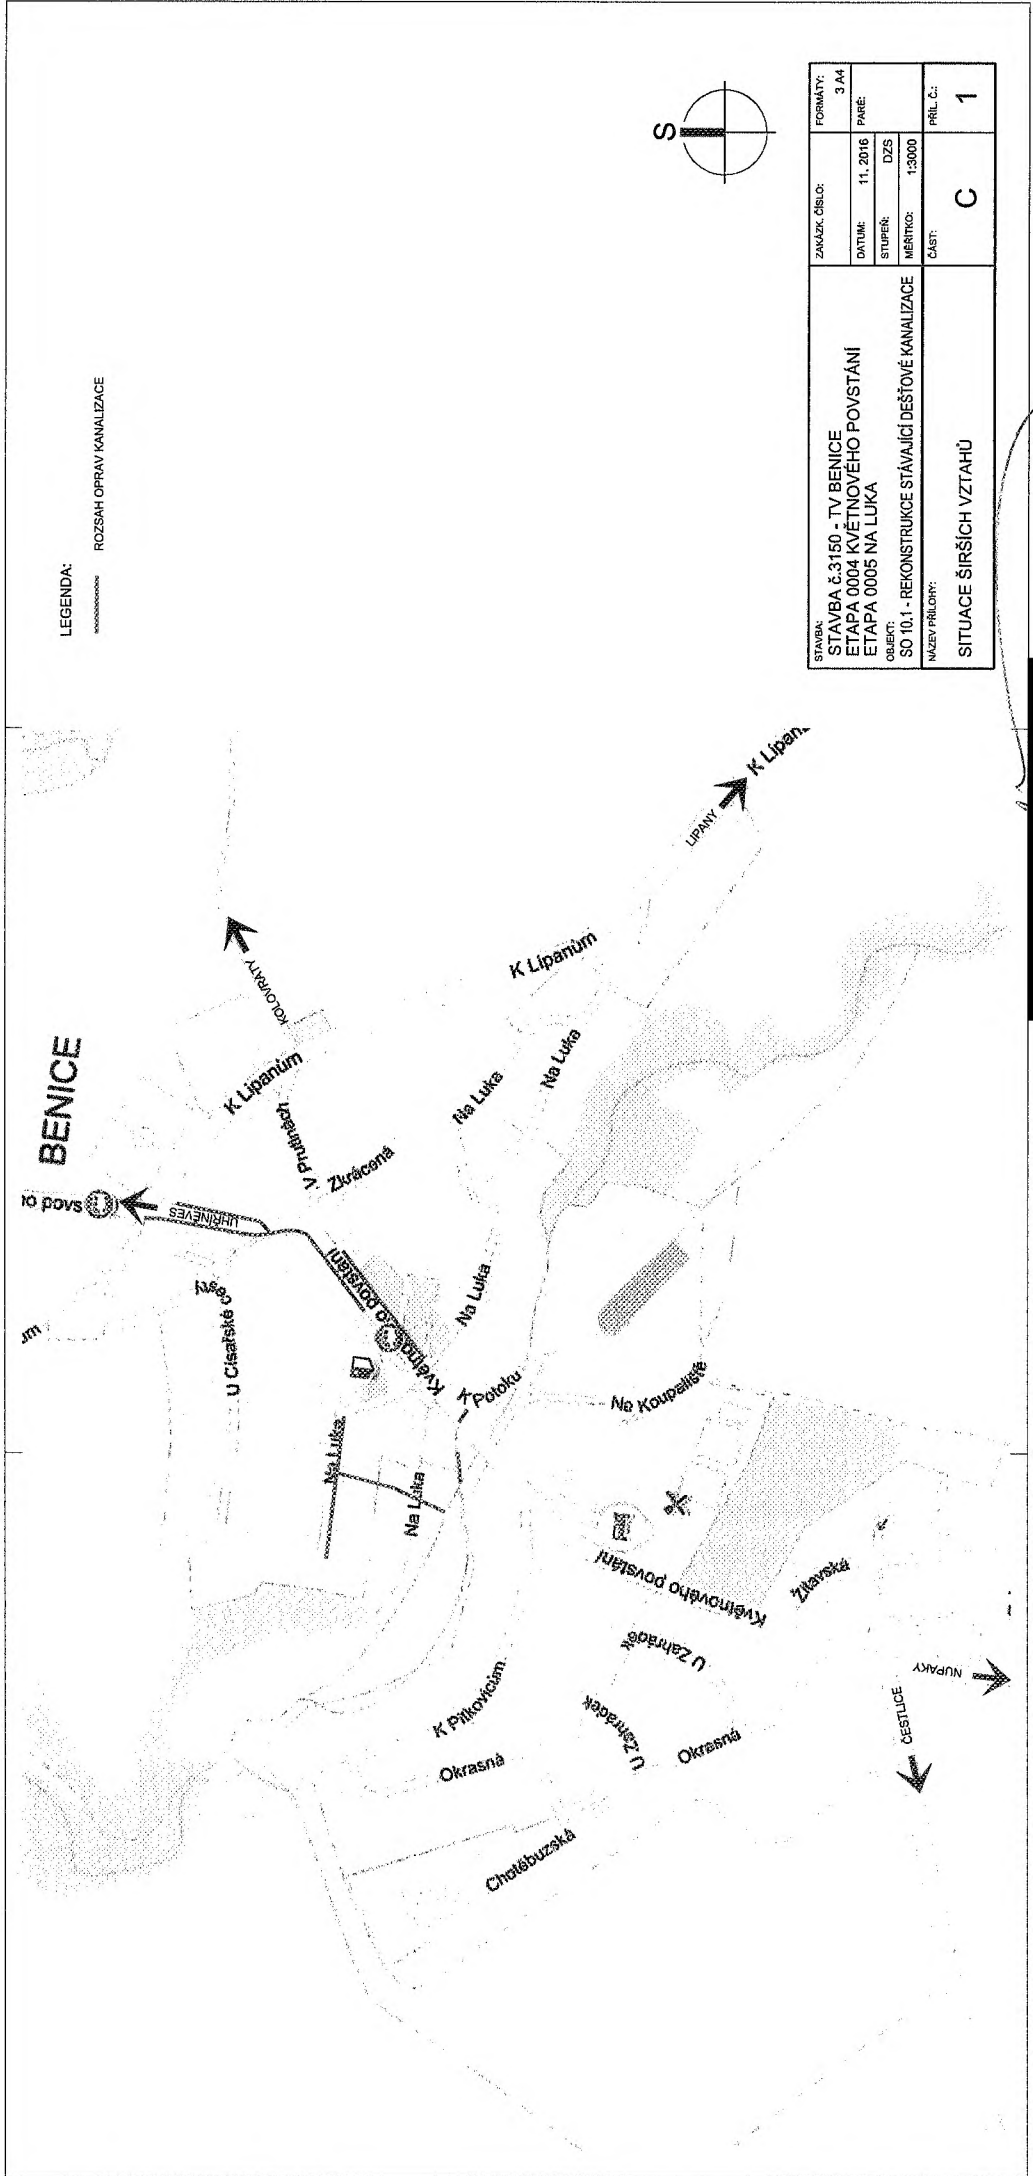 LEGENDA:
ROZSAH OPRAV KANALIZACE
S
BENICE
KOLOVRATY
K Lipanům
V Prutinách
Zkrácená
Na Luka
Na Luka
K Lipanům
LIPANY
UHŘÍNĚVES
U Císařské cesty
povstání
Na Luka
K Potoku
Na Luka
Na Luka
Na Koupališti
Květnového povstání
Žitavská
U Zahrádek
U Zahrádek
K Pitkovicům
Okrasná
Okrasná
Chotěbuzská
NUPAKY
ČESTLICE
STAVBA:
STAVBA č.3150 - TV BENICE
ETAPA 0004 KVĚTNOVÉHO POVSTÁNÍ
ETAPA 0005 NA LUKA
OBJEKT:
SO 10.1 - REKONSTRUKCE STÁVAJÍCÍ DEŠŤOVÉ KANALIZACE
NÁZEV PŘÍLOHY:
SITUACE ŠIRŠÍCH VZTAHŮ
ZAKÁZK. ČÍSLO:
FORMÁTY: 3 A4
DATUM: 11. 2016
PARÉ:
STUPEŇ: DZS
MĚŘÍTKO: 1:3000
ČÁST: C
PŘÍL. Č.: 1